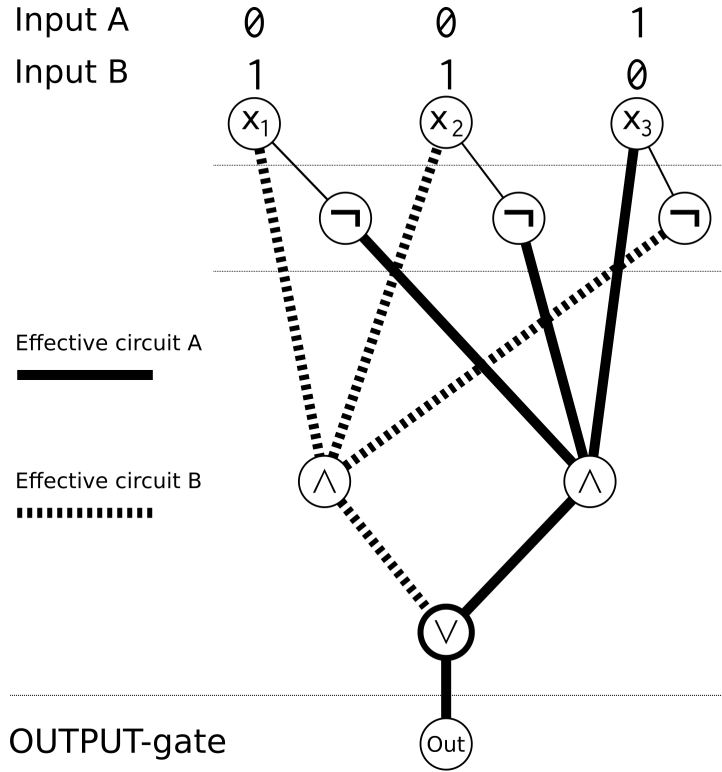 Input A 0 0 1
Input B 1 1 0
x₁ x₂ x₃
¬ ¬ ¬
Effective circuit A
Effective circuit B
∧ ∧
∨
Out
OUTPUT-gate